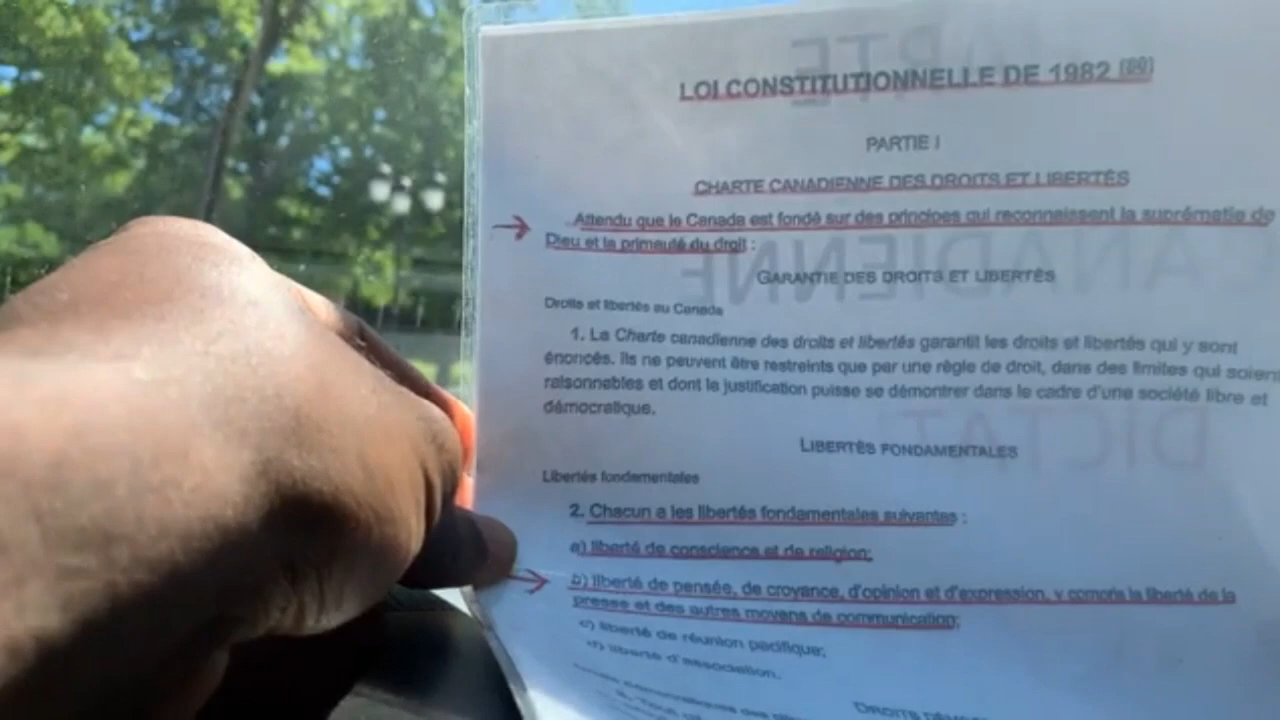 LOI CONSTITUTIONNELLE DE 1982 (80)
PARTIE I
CHARTE CANADIENNE DES DROITS ET LIBERTÉS
Attendu que le Canada est fondé sur des principes qui reconnaissent la suprématie de
Dieu et la primauté du droit :
GARANTIE DES DROITS ET LIBERTÉS
Droits et libertés au Canada
1. La Charte canadienne des droits et libertés garantit les droits et libertés qui y sont
énoncés. Ils ne peuvent être restreints que par une règle de droit, dans des limites qui soient
raisonnables et dont la justification puisse se démontrer dans le cadre d'une société libre et
démocratique.
LIBERTÉS FONDAMENTALES
Libertés fondamentales
2. Chacun a les libertés fondamentales suivantes :
a) liberté de conscience et de religion;
b) liberté de pensée, de croyance, d'opinion et d'expression, y compris la liberté de la
presse et des autres moyens de communication;
c) liberté de réunion pacifique;
liberté d'association.
DROITS